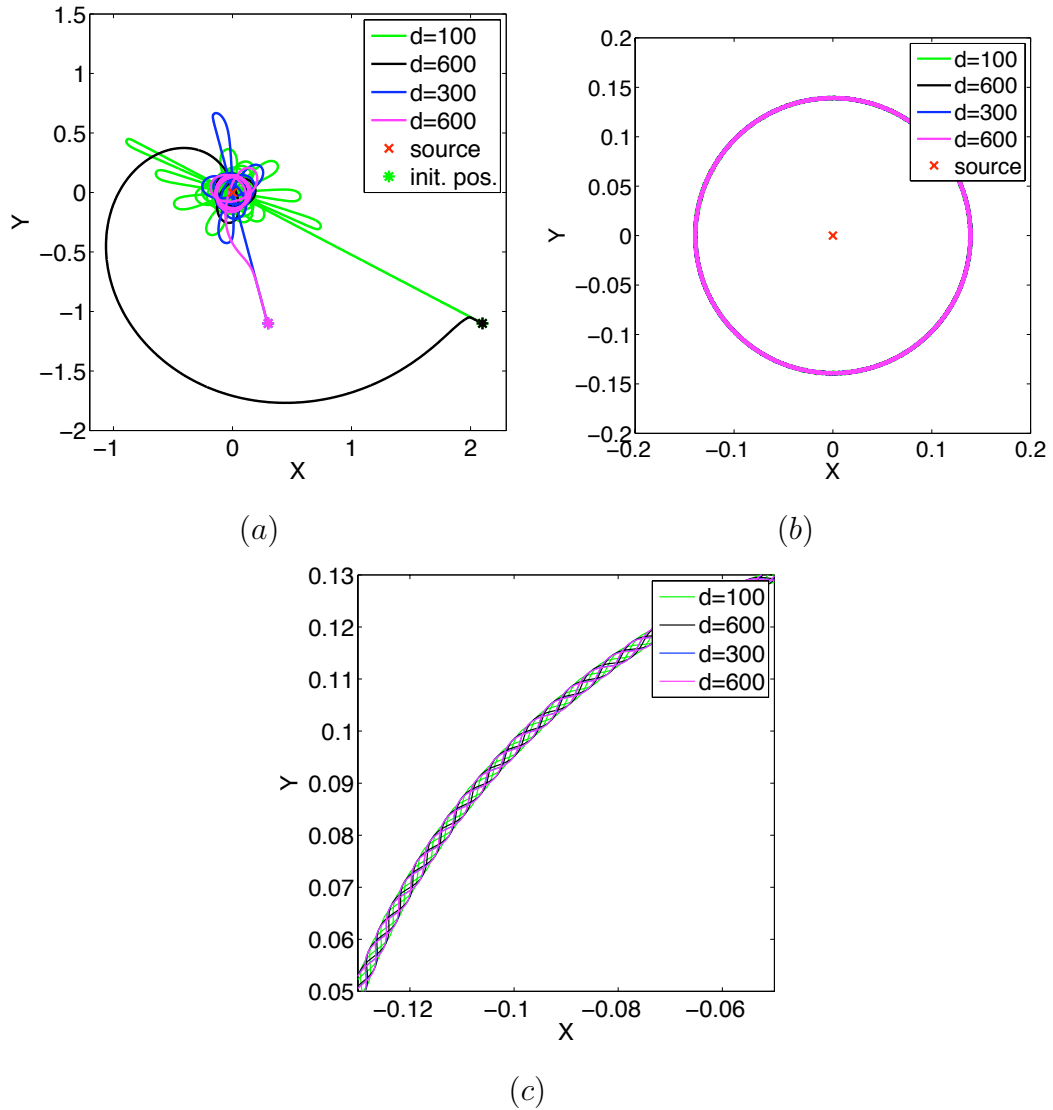 1.5
1
0.5
0
−0.5
−1
−1.5
−2
Y
−1
0
1
2
X
d=100
d=600
d=300
d=600
source
init. pos.
(a)
0.2
0.15
0.1
0.05
0
−0.05
−0.1
−0.15
−0.2
Y
−0.2
−0.1
0
0.1
0.2
X
d=100
d=600
d=300
d=600
source
(b)
0.13
0.12
0.11
0.1
0.09
0.08
0.07
0.06
0.05
Y
−0.12
−0.1
−0.08
−0.06
X
d=100
d=600
d=300
d=600
(c)